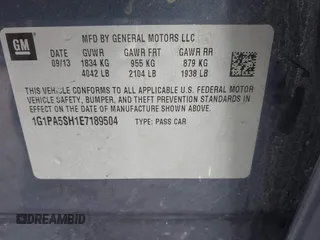 GM
MFD BY GENERAL MOTORS LLC
DATE GVWR GAWR FRT GAWR RR
09/13 1834 KG 955 KG 879 KG
4042 LB 2104 LB 1938 LB
THIS VEHICLE CONFORMS TO ALL APPLICABLE U.S. FEDERAL MOTOR
VEHICLE SAFETY, BUMPER, AND THEFT PREVENTION STANDARDS
IN EFFECT ON THE DATE OF MANUFACTURE SHOWN ABOVE.
1G1PA5SH1E7189504 TYPE: PASS CAR
DREAMBID